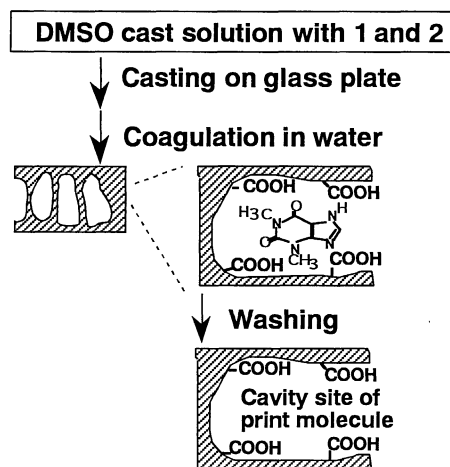 DMSO cast solution with 1 and 2
Casting on glass plate
Coagulation in water
COOH
COOH
H3C
N
O
H
N
O
N
N
CH3
COOH
COOH
Washing
COOH
COOH
Cavity site of
print molecule
COOH
COOH